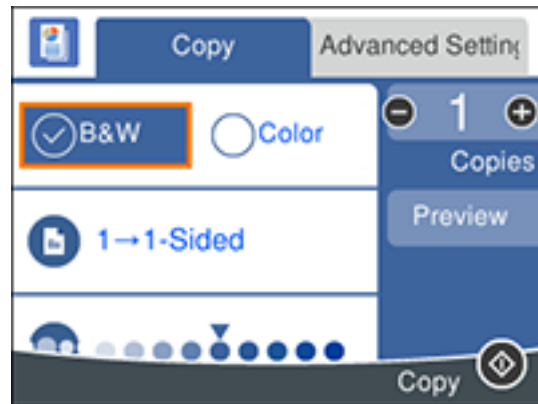 Copy
Advanced Setting
B&W
Color
1
Copies
1→1-Sided
Preview
Copy